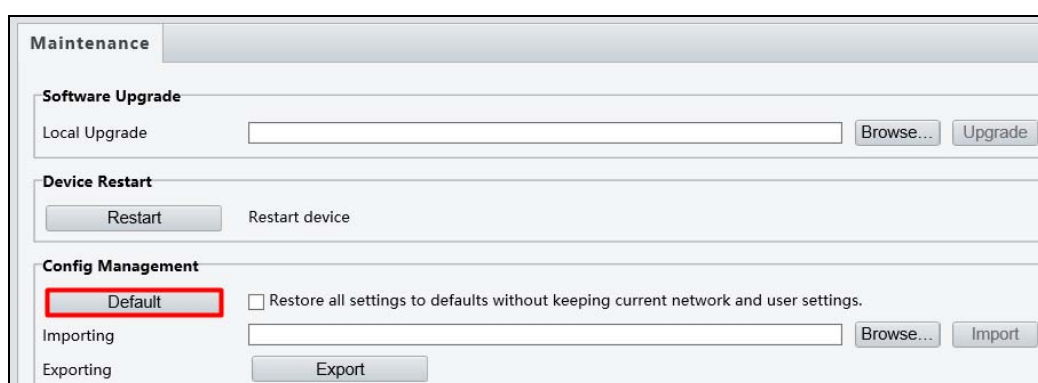 Maintenance
Software Upgrade
Local Upgrade Browse... Upgrade
Device Restart
Restart Restart device
Config Management
Default Restore all settings to defaults without keeping current network and user settings.
Importing Browse... Import
Exporting Export